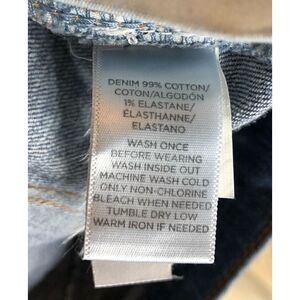 DENIM 99% COTTON/
COTON/ALGODÓN
1% ELASTANE/
ÉLASTHANNE/
ELASTANO
WASH ONCE
BEFORE WEARING
WASH INSIDE OUT
MACHINE WASH COLD
ONLY NON-CHLORINE
BLEACH WHEN NEEDED
TUMBLE DRY LOW
WARM IRON IF NEEDED